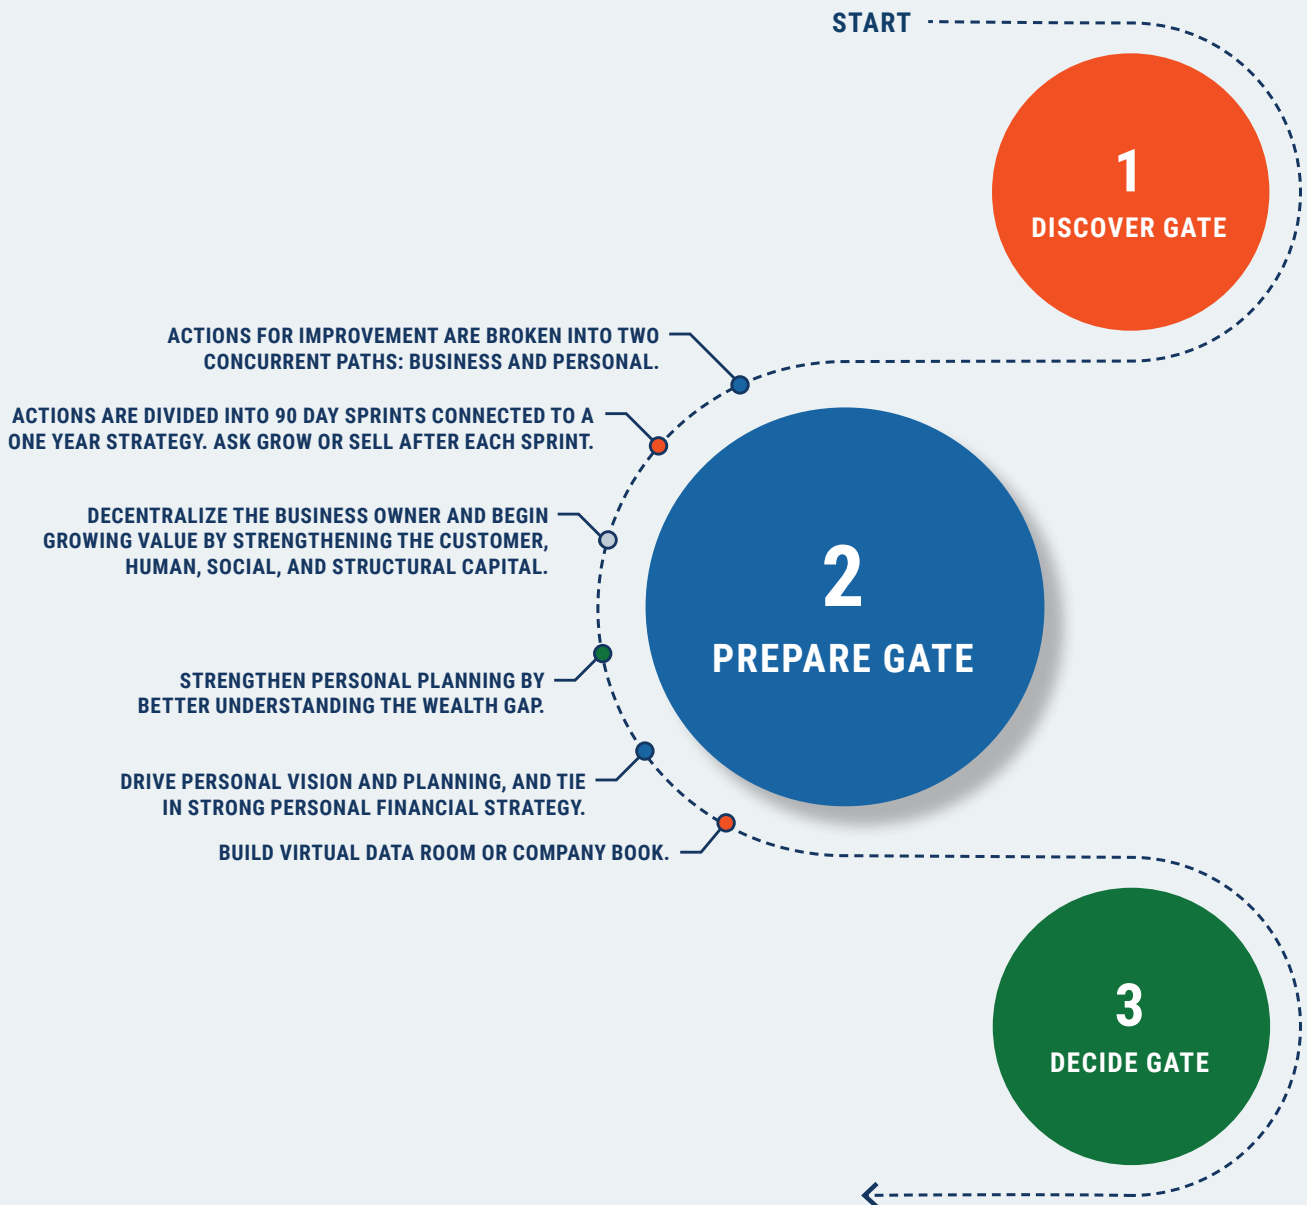 START
1
DISCOVER GATE
ACTIONS FOR IMPROVEMENT ARE BROKEN INTO TWO
CONCURRENT PATHS: BUSINESS AND PERSONAL.
ACTIONS ARE DIVIDED INTO 90 DAY SPRINTS CONNECTED TO A
ONE YEAR STRATEGY. ASK GROW OR SELL AFTER EACH SPRINT.
DECENTRALIZE THE BUSINESS OWNER AND BEGIN
GROWING VALUE BY STRENGTHENING THE CUSTOMER,
HUMAN, SOCIAL, AND STRUCTURAL CAPITAL.
2
PREPARE GATE
STRENGTHEN PERSONAL PLANNING BY
BETTER UNDERSTANDING THE WEALTH GAP.
DRIVE PERSONAL VISION AND PLANNING, AND TIE
IN STRONG PERSONAL FINANCIAL STRATEGY.
BUILD VIRTUAL DATA ROOM OR COMPANY BOOK.
3
DECIDE GATE